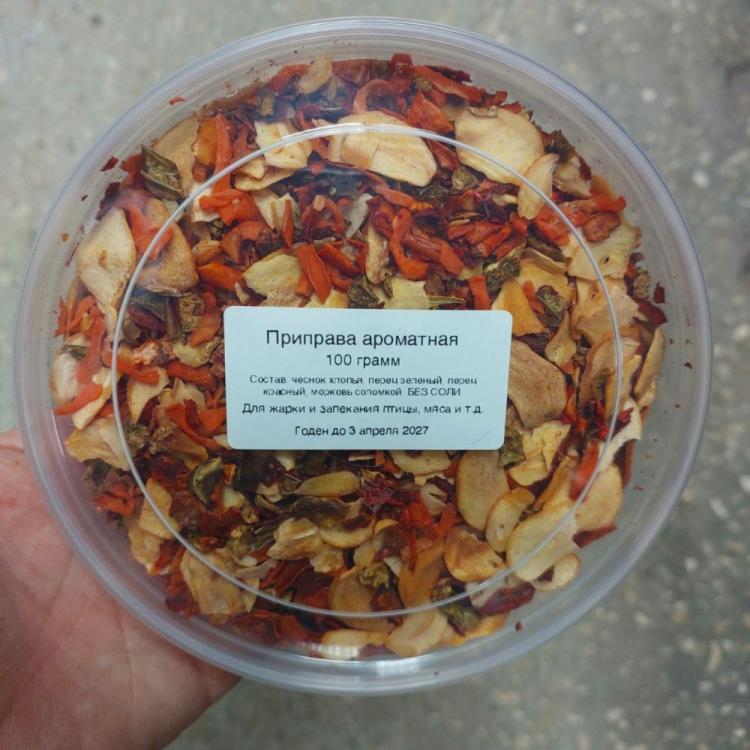 Приправа ароматная
100 грамм
Состав: чеснок хлопья, перец зеленый, перец
красный, морковь соломкой. БЕЗ СОЛИ
Для жарки и запекания птицы, мяса и т.д.
Годен до 3 апреля 2027